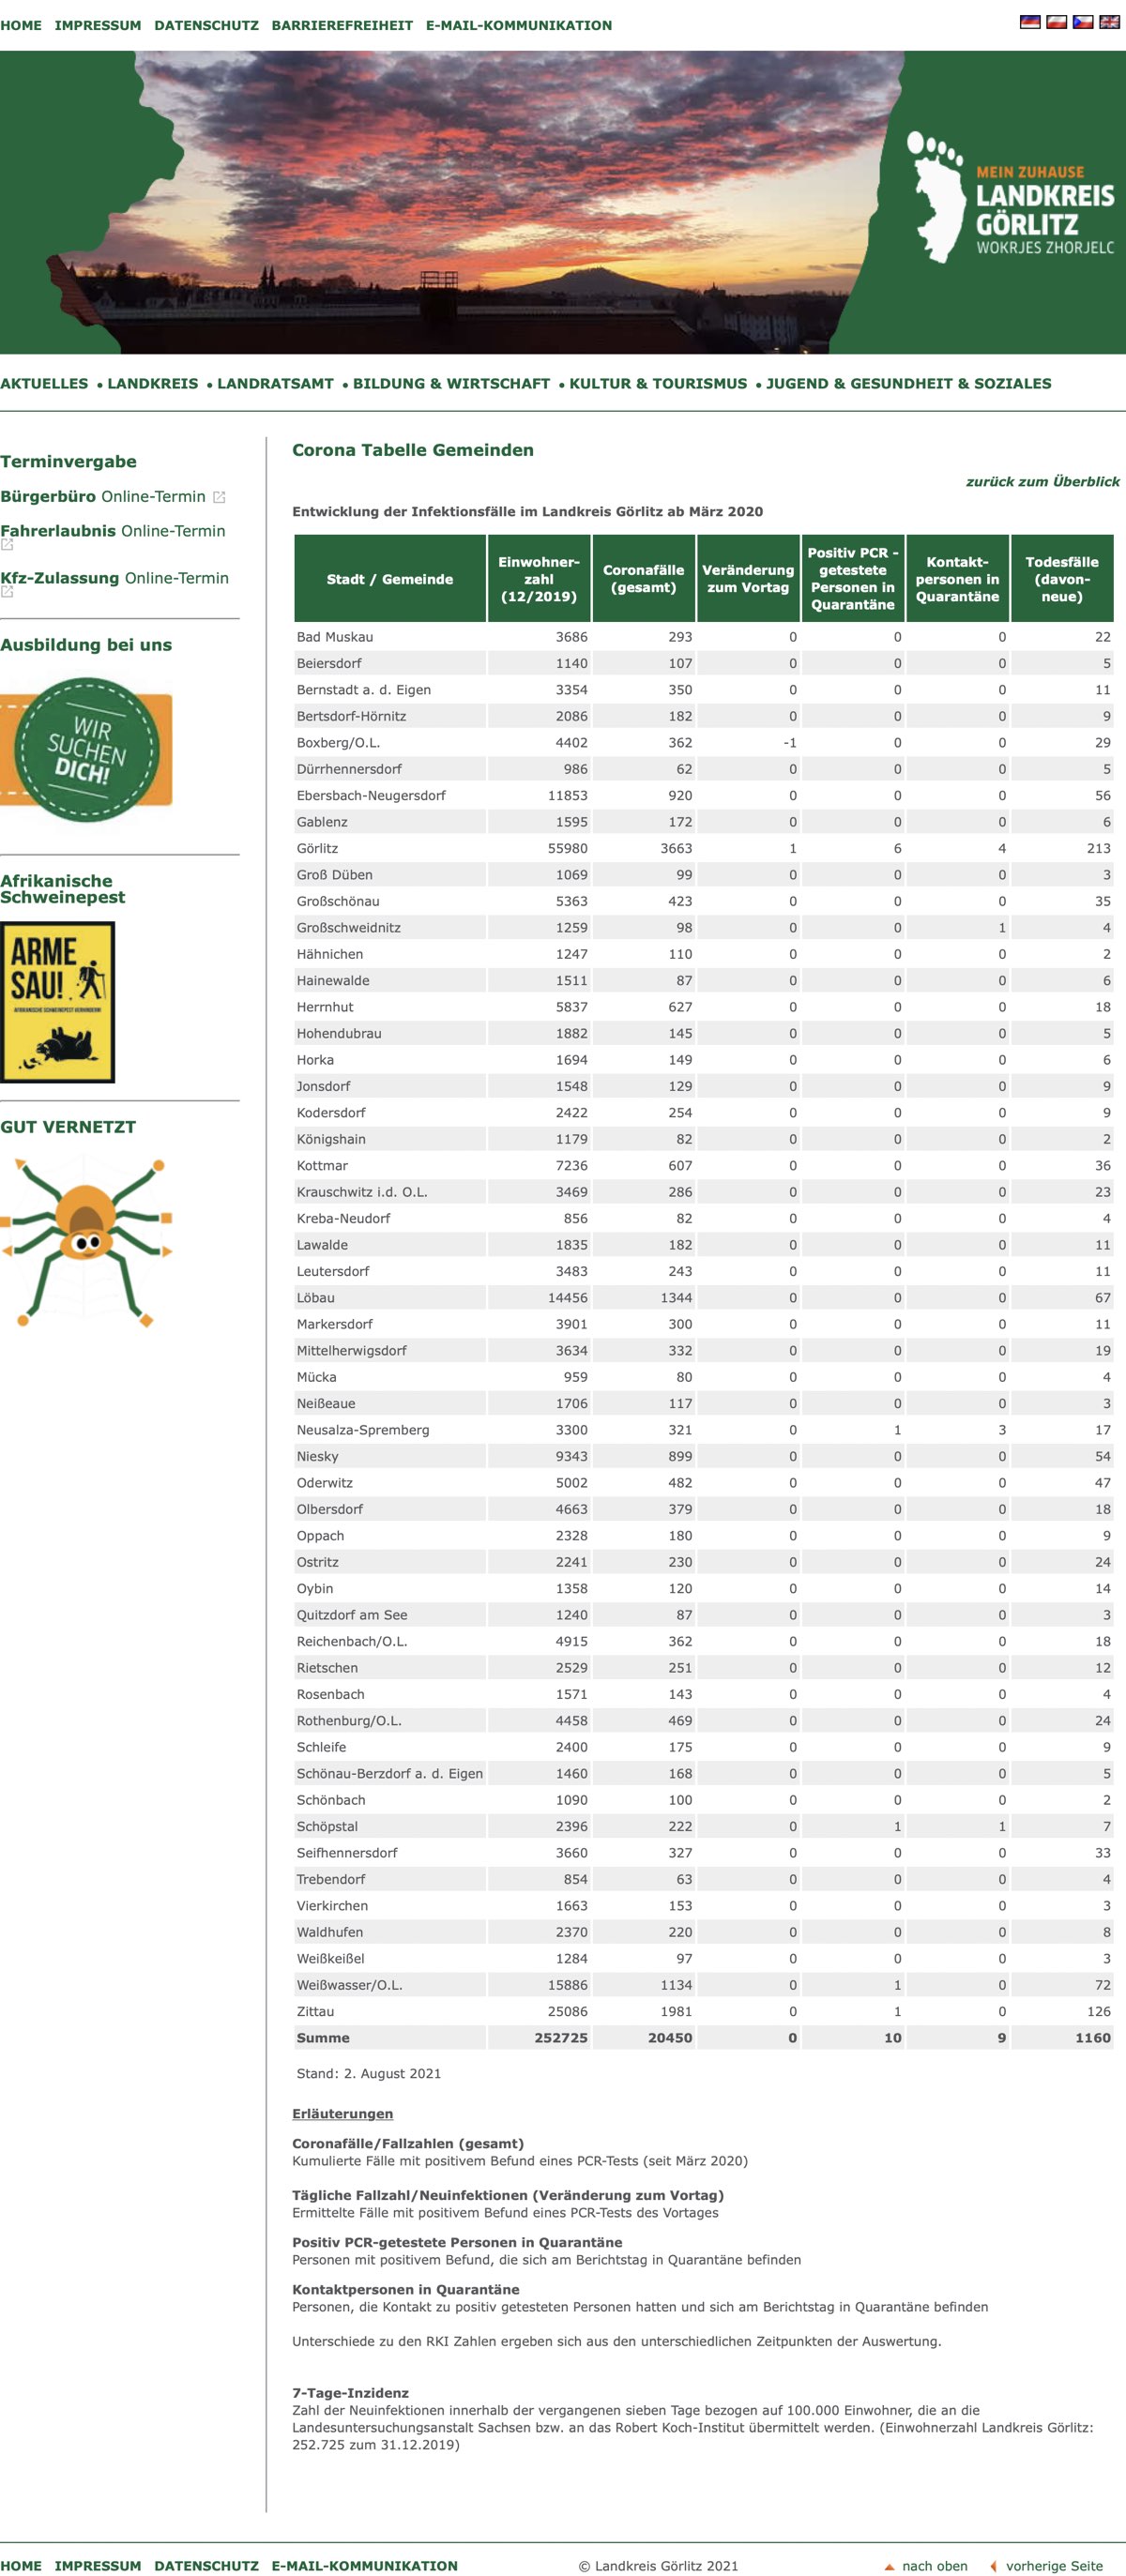 HOME IMPRESSUM DATENSCHUTZ BARRIEREFREIHEIT E-MAIL-KOMMUNIKATION
MEIN ZUHAUSE
LANDKREIS
GÖRLITZ
WOKRJES ZHORJELC
AKTUELLES • LANDKREIS • LANDRATSAMT • BILDUNG & WIRTSCHAFT • KULTUR & TOURISMUS • JUGEND & GESUNDHEIT & SOZIALES
Terminvergabe
Bürgerbüro Online-Termin
Fahrerlaubnis Online-Termin
Kfz-Zulassung Online-Termin
Ausbildung bei uns
WIR
SUCHEN
DICH!
Afrikanische
Schweinepest
ARME
SAU!
AFRIKANISCHE SCHWEINEPEST VERHINDERN!
GUT VERNETZT
Corona Tabelle Gemeinden
zurück zum Überblick
Entwicklung der Infektionsfälle im Landkreis Görlitz ab März 2020
Stadt / Gemeinde Einwohner-zahl (12/2019) Coronafälle (gesamt) Veränderung zum Vortag Positiv PCR - getestete Personen in Quarantäne Kontakt-personen in Quarantäne Todesfälle (davon-neue)
Bad Muskau 3686 293 0 0 0 22
Beiersdorf 1140 107 0 0 0 5
Bernstadt a. d. Eigen 3354 350 0 0 0 11
Bertsdorf-Hörnitz 2086 182 0 0 0 9
Boxberg/O.L. 4402 362 -1 0 0 29
Dürrhennersdorf 986 62 0 0 0 5
Ebersbach-Neugersdorf 11853 920 0 0 0 56
Gablenz 1595 172 0 0 0 6
Görlitz 55980 3663 1 6 4 213
Groß Düben 1069 99 0 0 0 3
Großschönau 5363 423 0 0 0 35
Großschweidnitz 1259 98 0 0 1 4
Hähnichen 1247 110 0 0 0 2
Hainewalde 1511 87 0 0 0 6
Herrnhut 5837 627 0 0 0 18
Hohendubrau 1882 145 0 0 0 5
Horka 1694 149 0 0 0 6
Jonsdorf 1548 129 0 0 0 9
Kodersdorf 2422 254 0 0 0 9
Königshain 1179 82 0 0 0 2
Kottmar 7236 607 0 0 0 36
Krauschwitz i.d. O.L. 3469 286 0 0 0 23
Kreba-Neudorf 856 82 0 0 0 4
Lawalde 1835 182 0 0 0 11
Leutersdorf 3483 243 0 0 0 11
Löbau 14456 1344 0 0 0 67
Markersdorf 3901 300 0 0 0 11
Mittelherwigsdorf 3634 332 0 0 0 19
Mücka 959 80 0 0 0 4
Neißeaue 1706 117 0 0 0 3
Neusalza-Spremberg 3300 321 0 1 3 17
Niesky 9343 899 0 0 0 54
Oderwitz 5002 482 0 0 0 47
Olbersdorf 4663 379 0 0 0 18
Oppach 2328 180 0 0 0 9
Ostritz 2241 230 0 0 0 24
Oybin 1358 120 0 0 0 14
Quitzdorf am See 1240 87 0 0 0 3
Reichenbach/O.L. 4915 362 0 0 0 18
Rietschen 2529 251 0 0 0 12
Rosenbach 1571 143 0 0 0 4
Rothenburg/O.L. 4458 469 0 0 0 24
Schleife 2400 175 0 0 0 9
Schönau-Berzdorf a. d. Eigen 1460 168 0 0 0 5
Schönbach 1090 100 0 0 0 2
Schöpstal 2396 222 0 1 1 7
Seifhennersdorf 3660 327 0 0 0 33
Trebendorf 854 63 0 0 0 4
Vierkirchen 1663 153 0 0 0 3
Waldhufen 2370 220 0 0 0 8
Weißkeißel 1284 97 0 0 0 3
Weißwasser/O.L. 15886 1134 0 1 0 72
Zittau 25086 1981 0 1 0 126
Summe 252725 20450 0 10 9 1160
Stand: 2. August 2021
Erläuterungen
Coronafälle/Fallzahlen (gesamt)
Kumulierte Fälle mit positivem Befund eines PCR-Tests (seit März 2020)
Tägliche Fallzahl/Neuinfektionen (Veränderung zum Vortag)
Ermittelte Fälle mit positivem Befund eines PCR-Tests des Vortages
Positiv PCR-getestete Personen in Quarantäne
Personen mit positivem Befund, die sich am Berichtstag in Quarantäne befinden
Kontaktpersonen in Quarantäne
Personen, die Kontakt zu positiv getesteten Personen hatten und sich am Berichtstag in Quarantäne befinden
Unterschiede zu den RKI Zahlen ergeben sich aus den unterschiedlichen Zeitpunkten der Auswertung.
7-Tage-Inzidenz
Zahl der Neuinfektionen innerhalb der vergangenen sieben Tage bezogen auf 100.000 Einwohner, die an die
Landesuntersuchungsanstalt Sachsen bzw. an das Robert Koch-Institut übermittelt werden. (Einwohnerzahl Landkreis Görlitz:
252.725 zum 31.12.2019)
HOME IMPRESSUM DATENSCHUTZ E-MAIL-KOMMUNIKATION © Landkreis Görlitz 2021 nach oben vorherige Seite